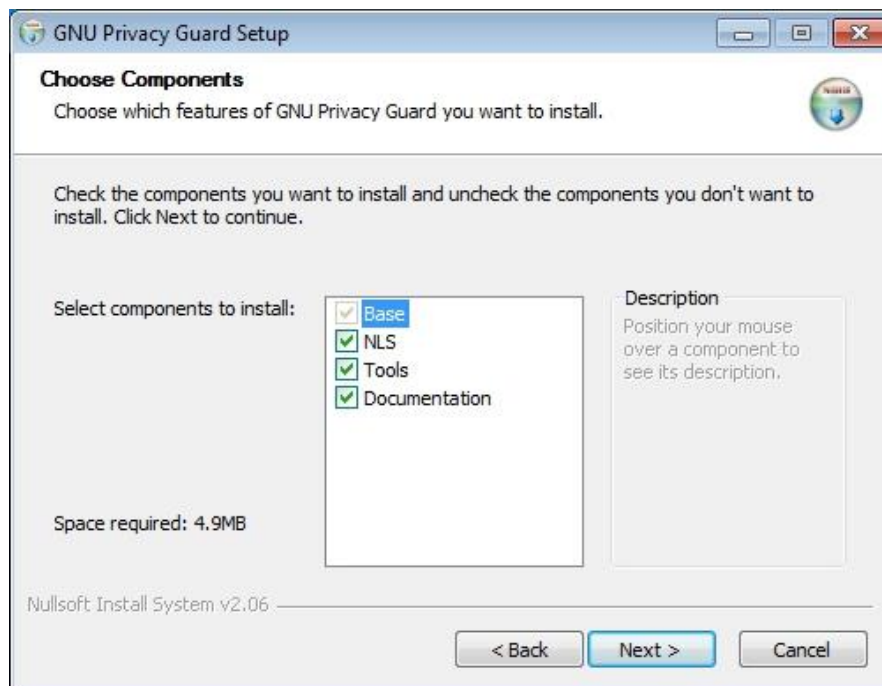 GNU Privacy Guard Setup
Choose Components
Choose which features of GNU Privacy Guard you want to install.
Check the components you want to install and uncheck the components you don't want to
install. Click Next to continue.
Select components to install:
Base
NLS
Tools
Documentation
Description
Position your mouse
over a component to
see its description.
Space required: 4.9MB
Nullsoft Install System v2.06
< Back
Next >
Cancel